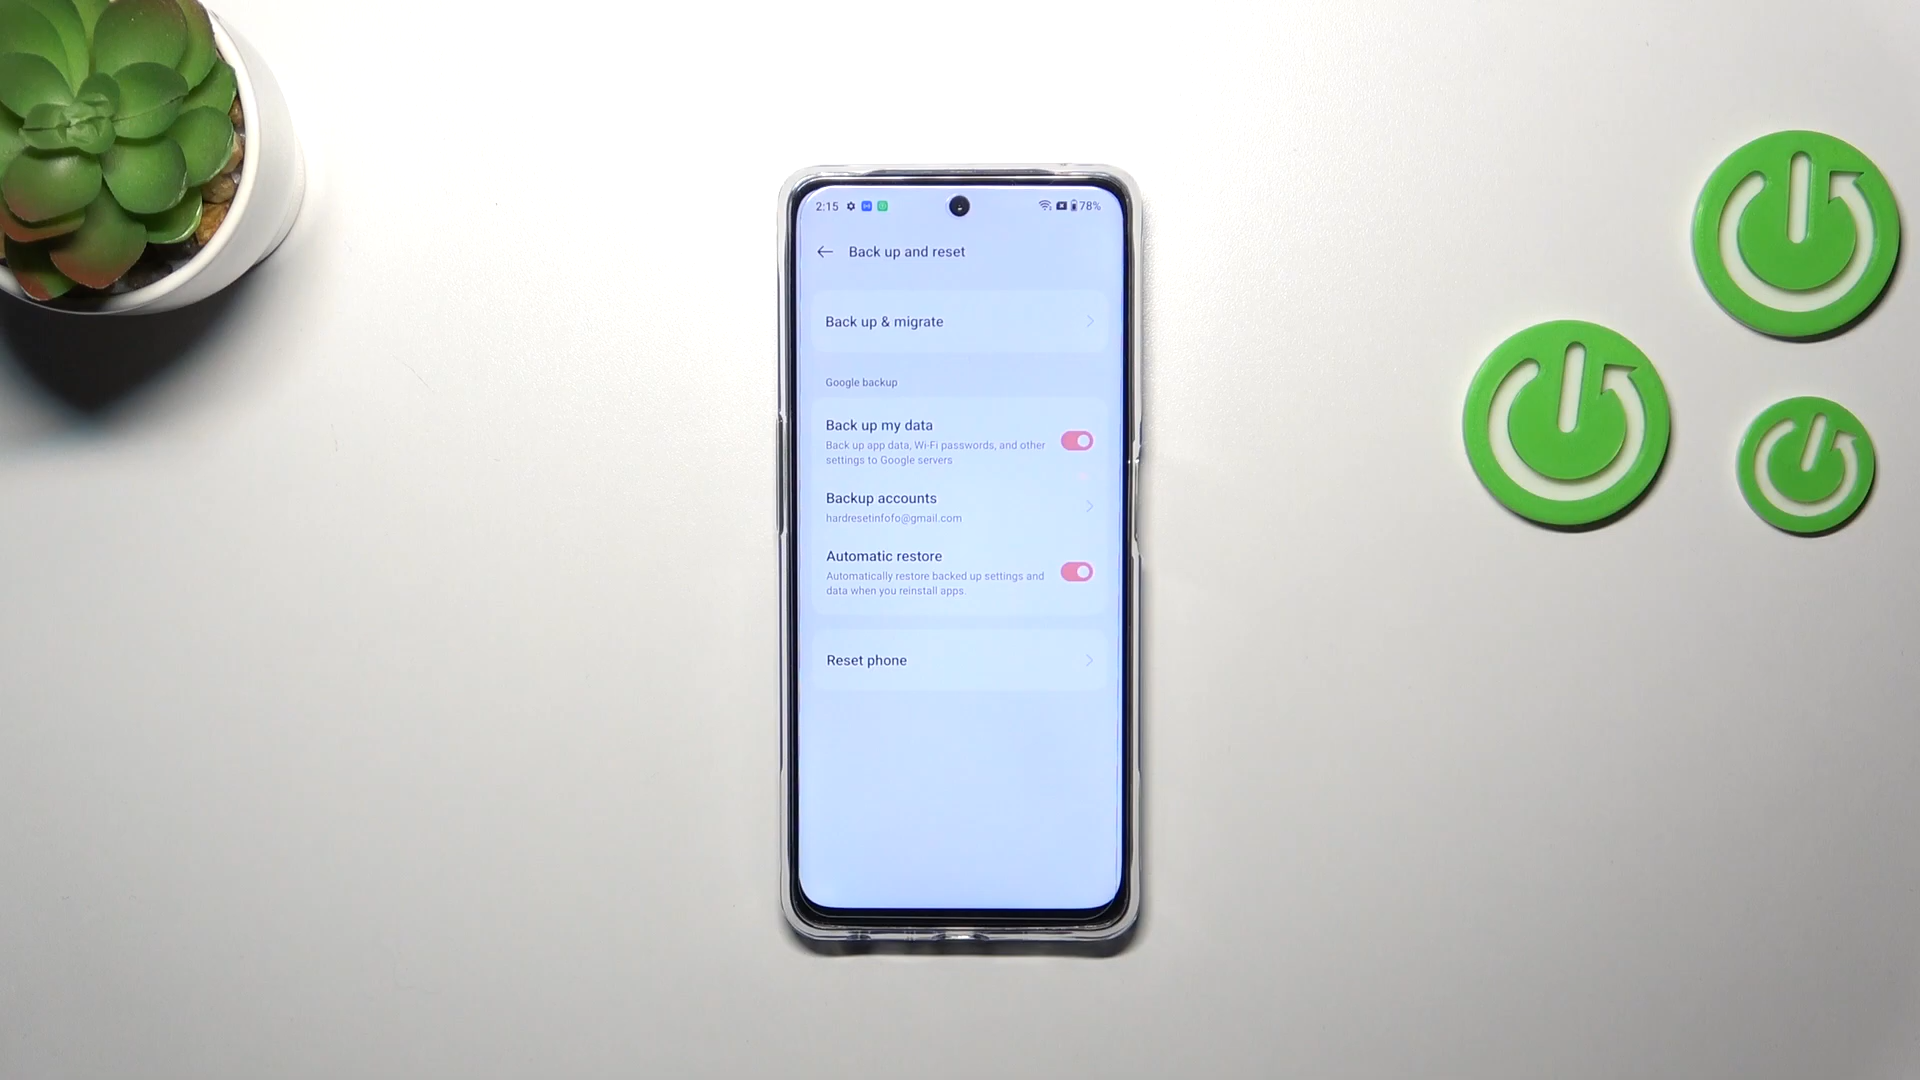 2:15 78%
Back up and reset
Back up & migrate
Google backup
Back up my data
Back up app data, Wi-Fi passwords, and other
settings to Google servers
Backup accounts
hardresetinfofo@gmail.com
Automatic restore
Automatically restore backed up settings and
data when you reinstall apps.
Reset phone